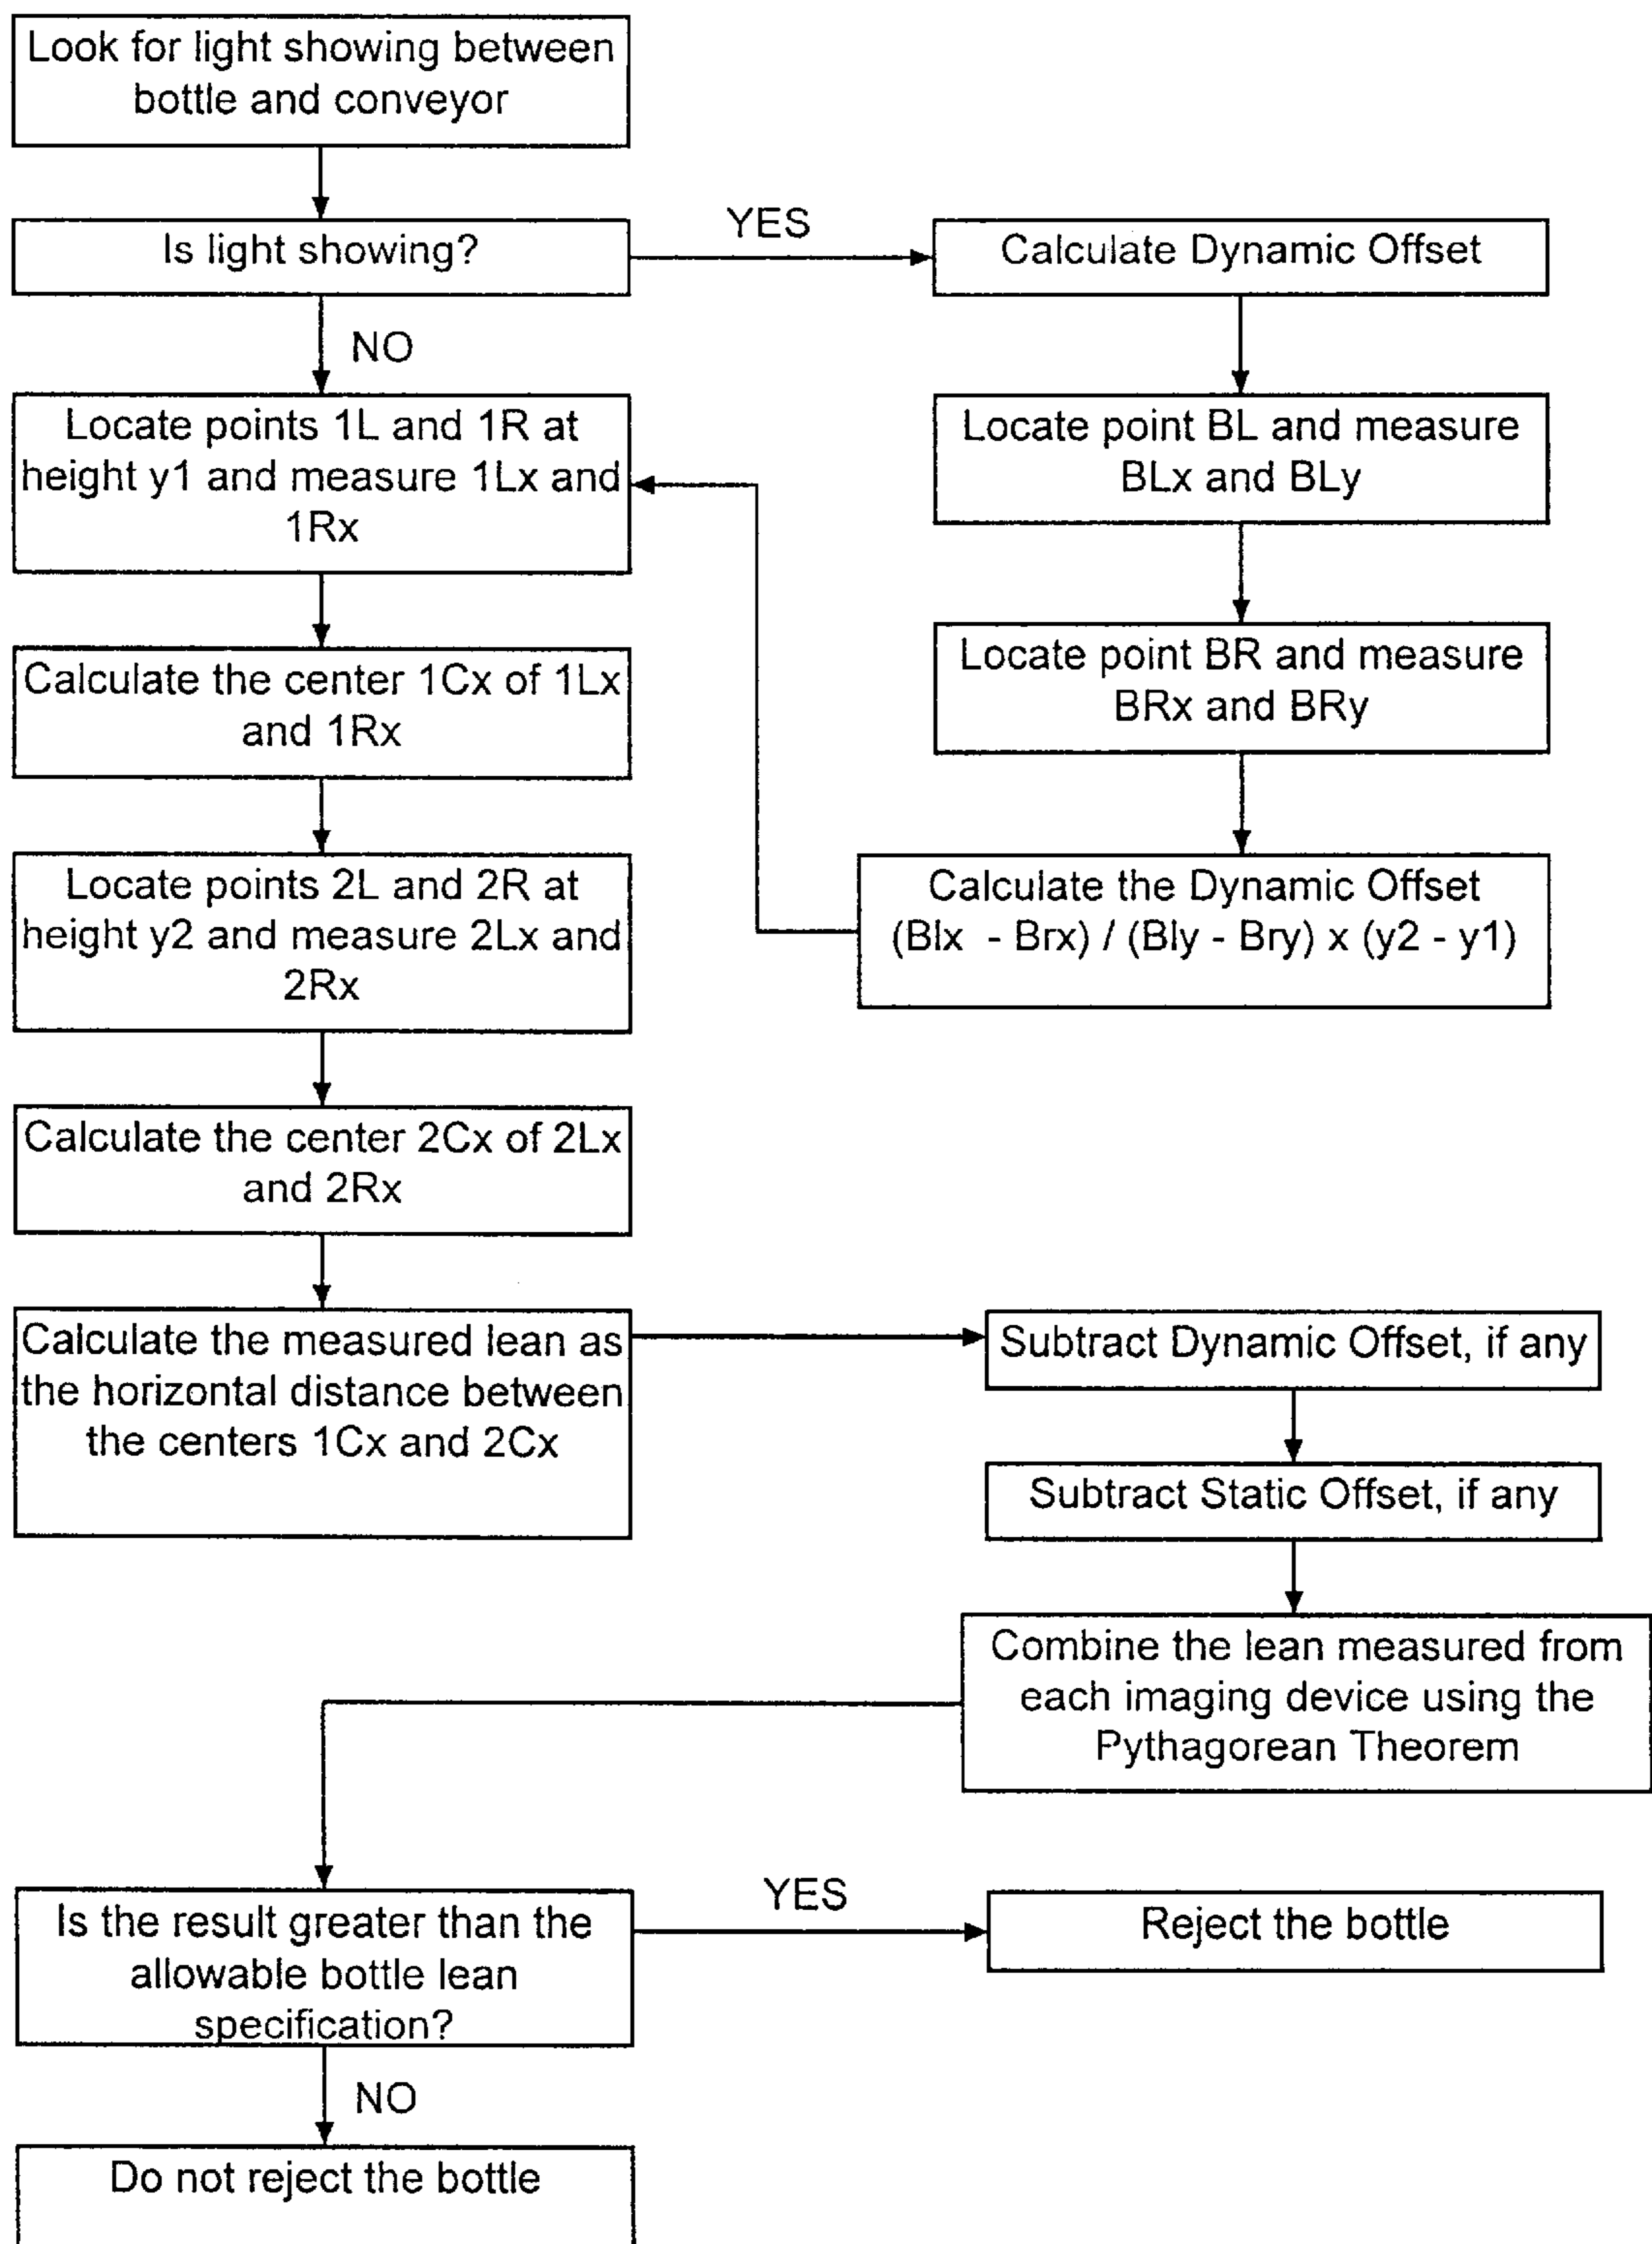 Look for light showing between
bottle and conveyor
Is light showing?
YES
Calculate Dynamic Offset
NO
Locate points 1L and 1R at
height y1 and measure 1Lx and
1Rx
Locate point BL and measure
BLx and BLy
Calculate the center 1Cx of 1Lx
and 1Rx
Locate point BR and measure
BRx and BRy
Locate points 2L and 2R at
height y2 and measure 2Lx and
2Rx
Calculate the Dynamic Offset
(Blx - Brx) / (Bly - Bry) x (y2 - y1)
Calculate the center 2Cx of 2Lx
and 2Rx
Calculate the measured lean as
the horizontal distance between
the centers 1Cx and 2Cx
Subtract Dynamic Offset, if any
Subtract Static Offset, if any
Combine the lean measured from
each imaging device using the
Pythagorean Theorem
Is the result greater than the
allowable bottle lean
specification?
YES
Reject the bottle
NO
Do not reject the bottle